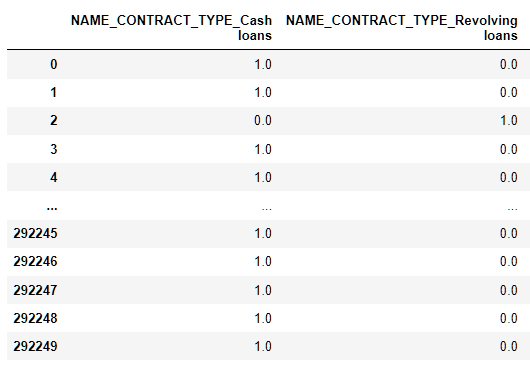 NAME_CONTRACT_TYPE_Cash loans NAME_CONTRACT_TYPE_Revolving loans
0 1.0 0.0
1 1.0 0.0
2 0.0 1.0
3 1.0 0.0
4 1.0 0.0
... ... ...
292245 1.0 0.0
292246 1.0 0.0
292247 1.0 0.0
292248 1.0 0.0
292249 1.0 0.0